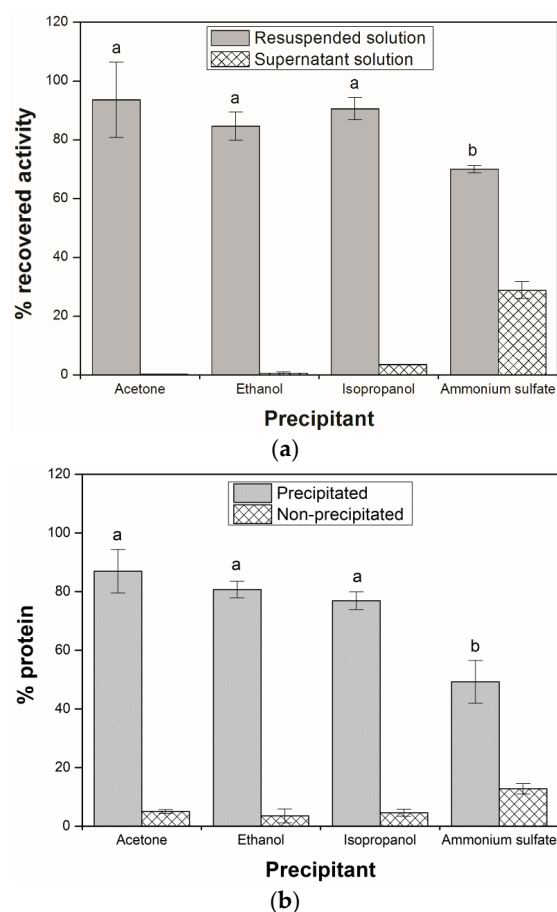 a
Resuspended solution
Supernatant solution
a
a
b
120
100
80
60
40
20
0
% recovered activity
Acetone
Ethanol
Isopropanol
Ammonium sulfate
Precipitant
(a)
120
100
80
60
40
20
0
% protein
Precipitated
Non-precipitated
a
a
a
b
Acetone
Ethanol
Isopropanol
Ammonium sulfate
Precipitant
(b)